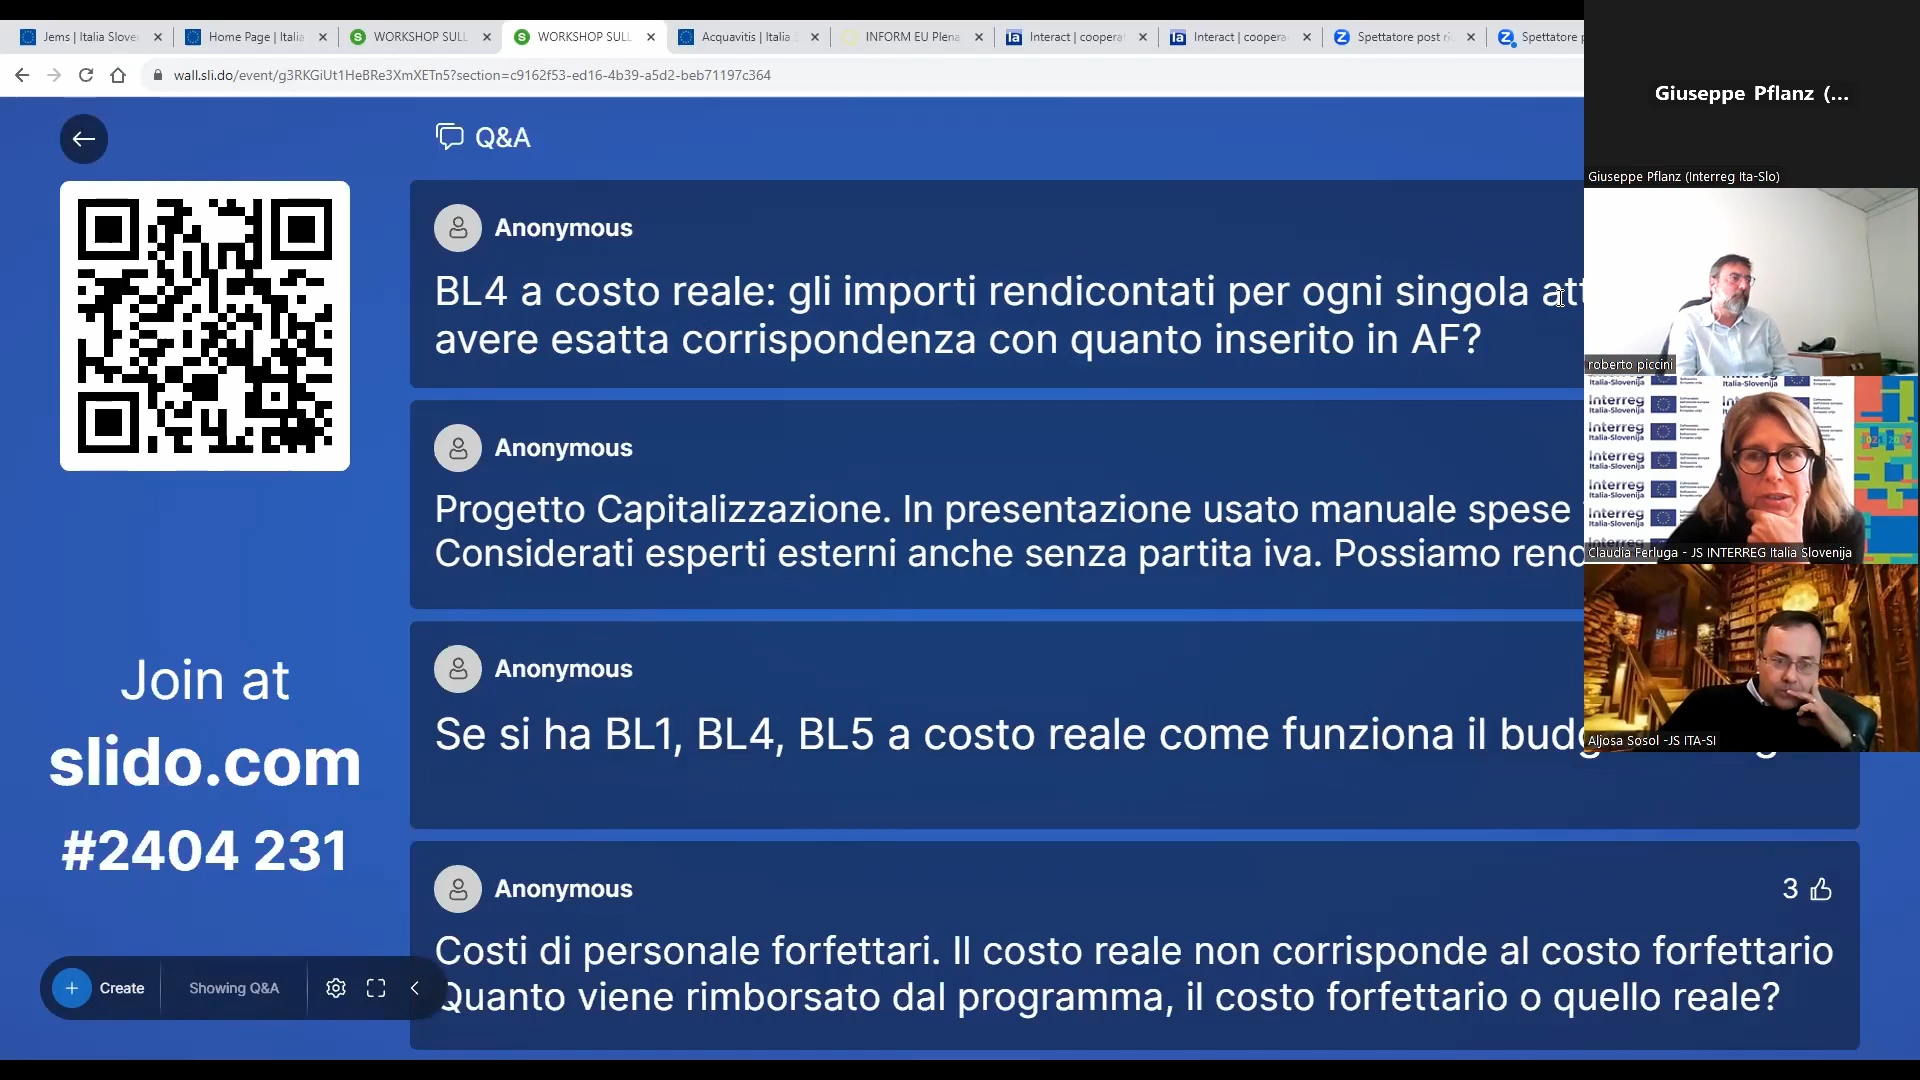 Jems | Italia Slove
Home Page | Italia
WORKSHOP SULL
WORKSHOP SULL
Acquavitis | Italia
INFORM EU Plena
Interact | coopera
Interact | coopera
Spettatore post
Spettatore
wall.sli.do/event/g3RKGiUt1HeBRe3XmXETn5?section=c9162f53-ed16-4b39-a5d2-beb71197c364
Q&A
Anonymous
BL4 a costo reale: gli importi rendicontati per ogni singola att
avere esatta corrispondenza con quanto inserito in AF?
Anonymous
Progetto Capitalizzazione. In presentazione usato manuale spese
Considerati esperti esterni anche senza partita iva. Possiamo rend
Anonymous
Se si ha BL1, BL4, BL5 a costo reale come funziona il budg
Anonymous
3
Costi di personale forfettari. Il costo reale non corrisponde al costo forfettario
Quanto viene rimborsato dal programma, il costo forfettario o quello reale?
Join at
slido.com
#2404 231
Create
Showing Q&A
Giuseppe Pflanz (...
Giuseppe Pflanz (Interreg Ita-Slo)
roberto piccini
Interreg
Italia-Slovenija
Claudia Ferluga - JS INTERREG Italia Slovenija
Aljosa Sosol -JS ITA-SI